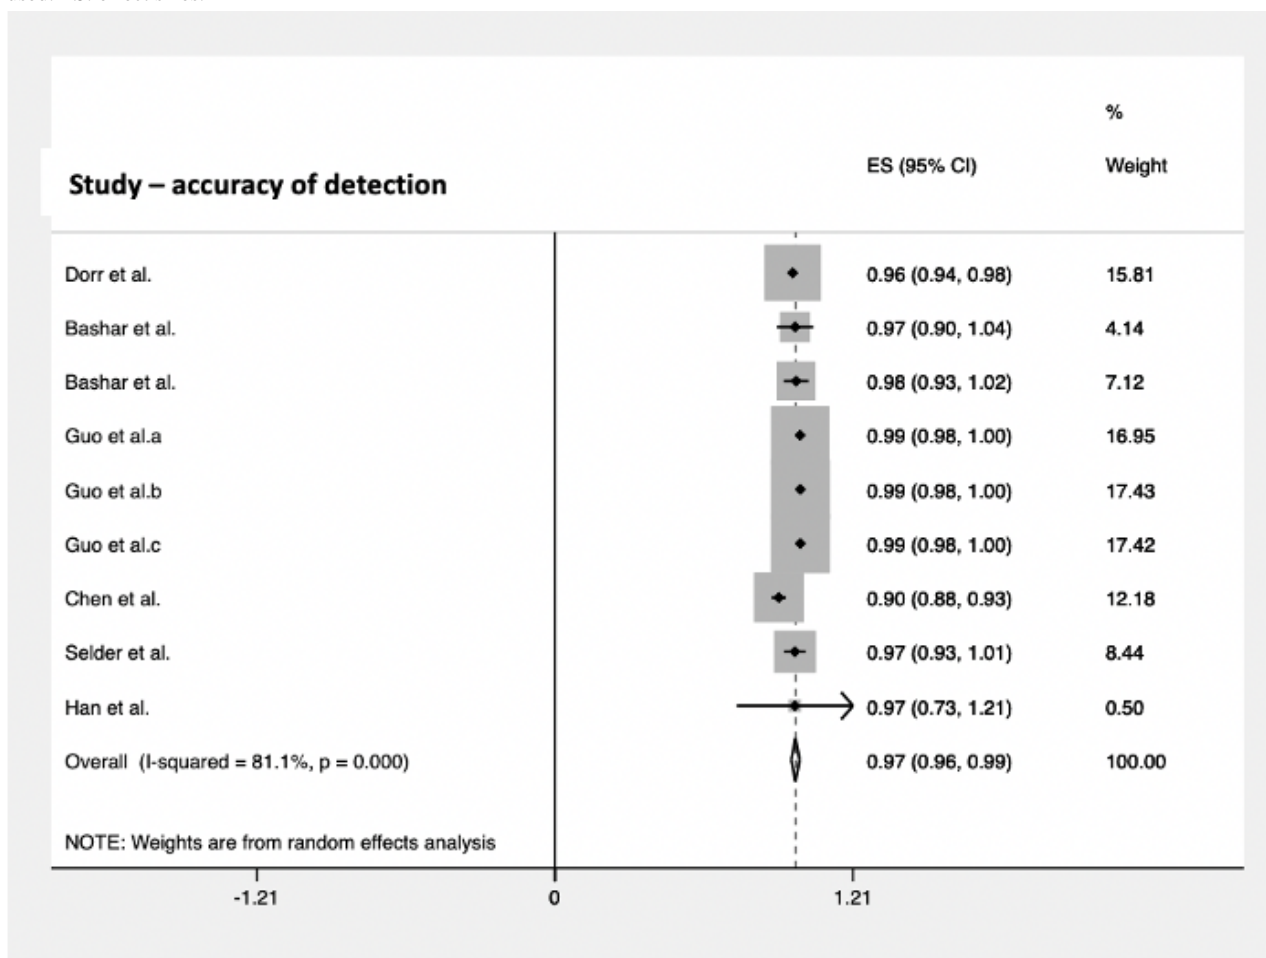 %
ES (95% CI) Weight
Study – accuracy of detection
Dorr et al. 0.96 (0.94, 0.98) 15.81
Bashar et al. 0.97 (0.90, 1.04) 4.14
Bashar et al. 0.98 (0.93, 1.02) 7.12
Guo et al.a 0.99 (0.98, 1.00) 16.95
Guo et al.b 0.99 (0.98, 1.00) 17.43
Guo et al.c 0.99 (0.98, 1.00) 17.42
Chen et al. 0.90 (0.88, 0.93) 12.18
Selder et al. 0.97 (0.93, 1.01) 8.44
Han et al. 0.97 (0.73, 1.21) 0.50
Overall (I-squared = 81.1%, p = 0.000) 0.97 (0.96, 0.99) 100.00
NOTE: Weights are from random effects analysis
-1.21 0 1.21